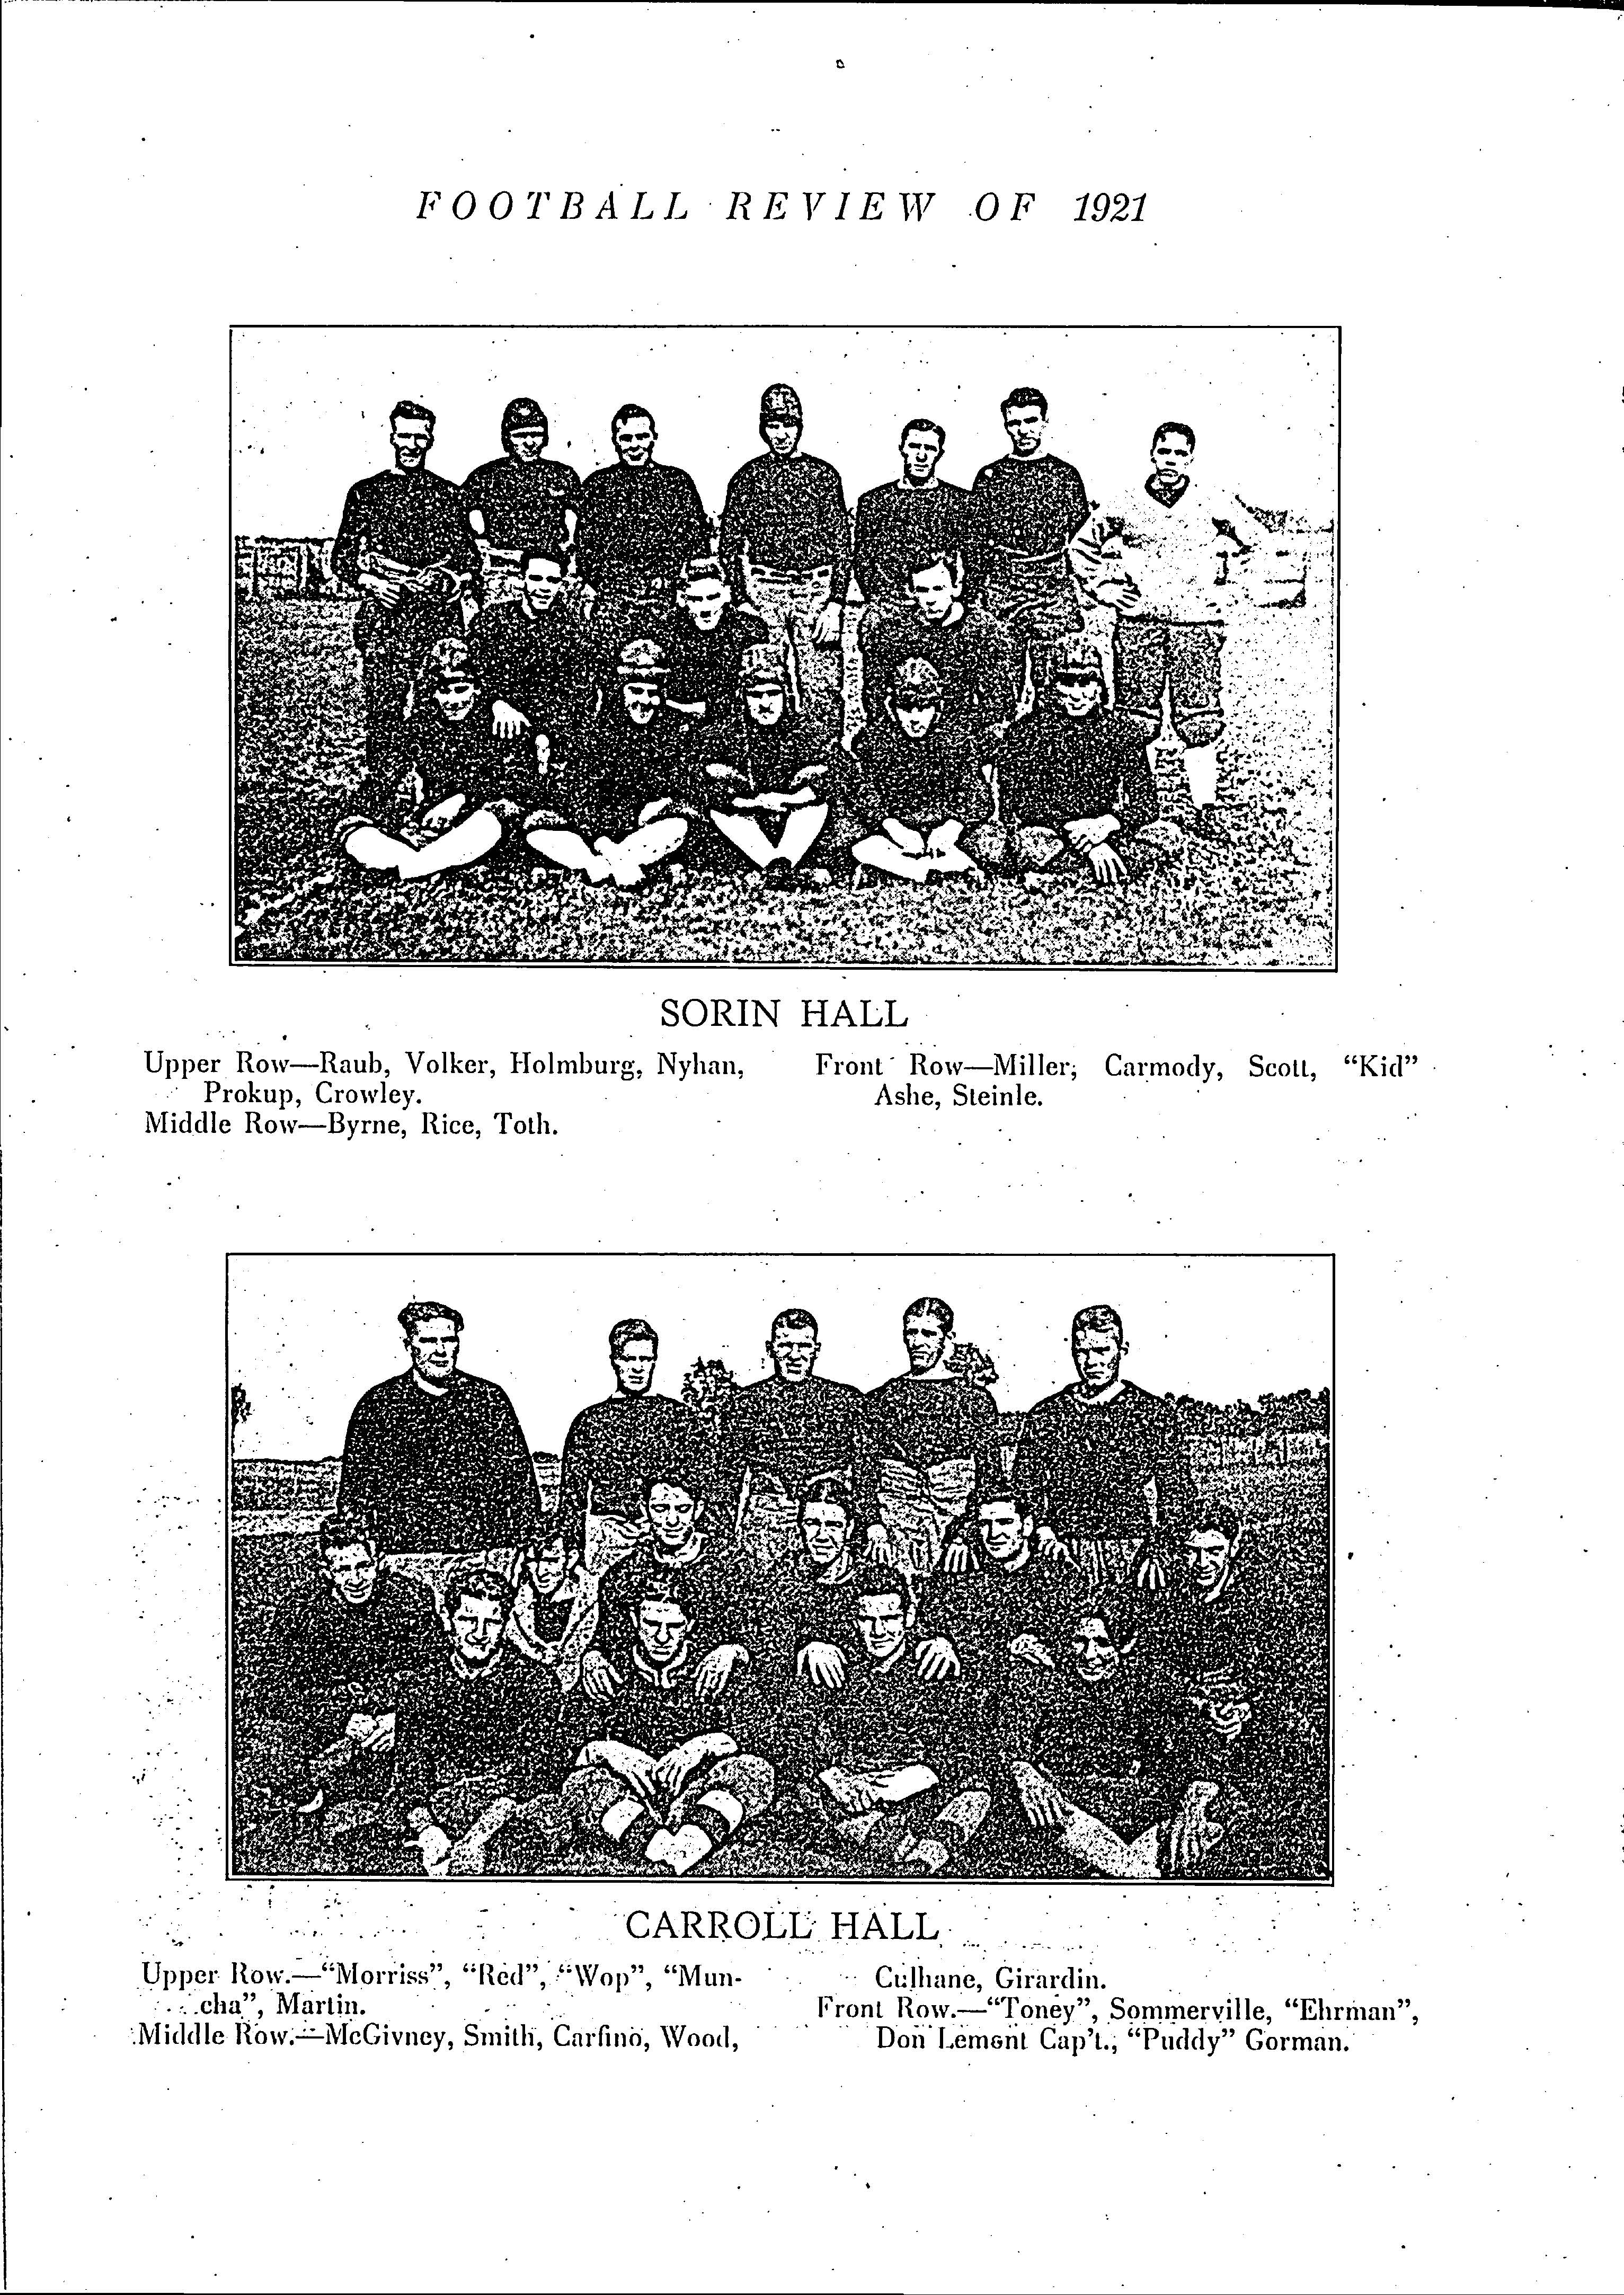 FOOTBALL REVIEW OF 1921
SORIN HALL
Upper Row—Raub, Volker, Holmburg, Nyhan,
Prokup, Crowley.
Middle Row—Byrne, Rice, Toth.
Front Row—Miller, Carmody, Scott, “Kid”
Ashe, Steinle.
CARROLL HALL
Upper Row.—“Morriss”, “Red”, “Wop”, “Mun-
cha”, Martin.
Middle Row.—McGivney, Smith, Carfino, Wood,
Culhane, Girardin.
Front Row.—“Toney”, Sommerville, “Ehrman”,
Don Lement Cap’t., “Puddy” Gorman.